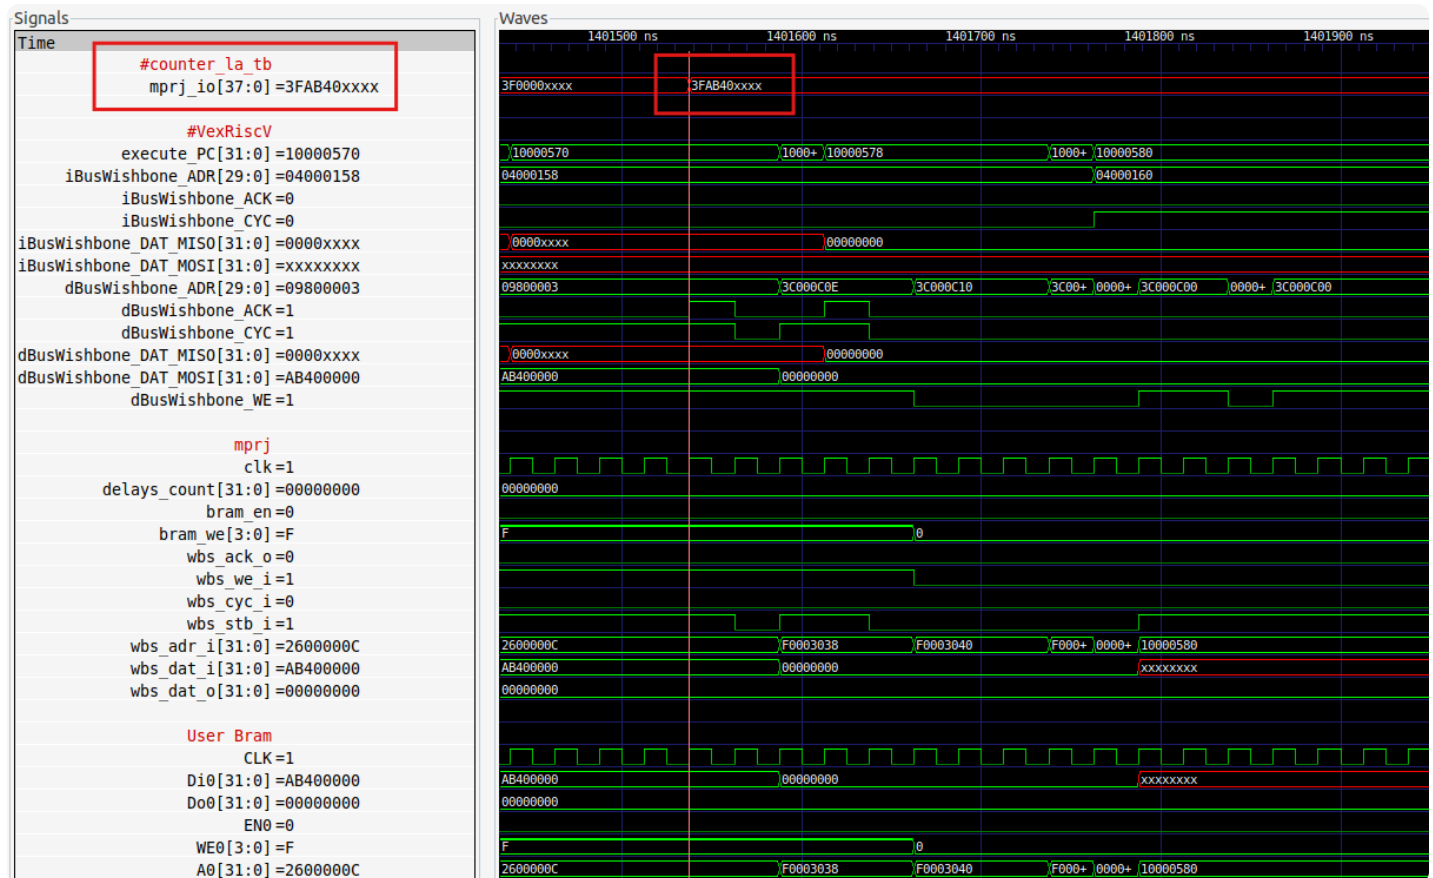 Signals
Waves
Time
1401500 ns 1401600 ns 1401700 ns 1401800 ns 1401900 ns
#counter_la_tb
mprj_io[37:0] =3FAB40xxxx 3F0000xxxx 3FAB40xxxx
#VexRiscV
execute_PC[31:0] =10000570 10000570 1000+ 10000578 1000+ 10000580
iBusWishbone_ADR[29:0] =04000158 04000158 04000160
iBusWishbone_ACK =0
iBusWishbone_CYC =0
iBusWishbone_DAT_MISO[31:0] =0000xxxx 0000xxxx 00000000
iBusWishbone_DAT_MOSI[31:0] =xxxxxxxx xxxxxxxx
dBusWishbone_ADR[29:0] =09800003 09800003 3C000C0E 3C000C10 3C00+ 0000+ 3C000C00 0000+ 3C000C00
dBusWishbone_ACK =1
dBusWishbone_CYC =1
dBusWishbone_DAT_MISO[31:0] =0000xxxx 0000xxxx 00000000
dBusWishbone_DAT_MOSI[31:0] =AB400000 AB400000 00000000
dBusWishbone_WE =1
mprj
clk =1
delays_count[31:0] =00000000 00000000
bram_en =0
bram_we[3:0] =F F 0
wbs_ack_o =0
wbs_we_i =1
wbs_cyc_i =0
wbs_stb_i =1
wbs_adr_i[31:0] =2600000C 2600000C F0003038 F0003040 F000+ 0000+ 10000580
wbs_dat_i[31:0] =AB400000 AB400000 00000000 xxxxxxxx
wbs_dat_o[31:0] =00000000 00000000
User Bram
CLK =1
Di0[31:0] =AB400000 AB400000 00000000 xxxxxxxx
Do0[31:0] =00000000 00000000
EN0 =0
WE0[3:0] =F F 0
A0[31:0] =2600000C 2600000C F0003038 F0003040 F000+ 0000+ 10000580